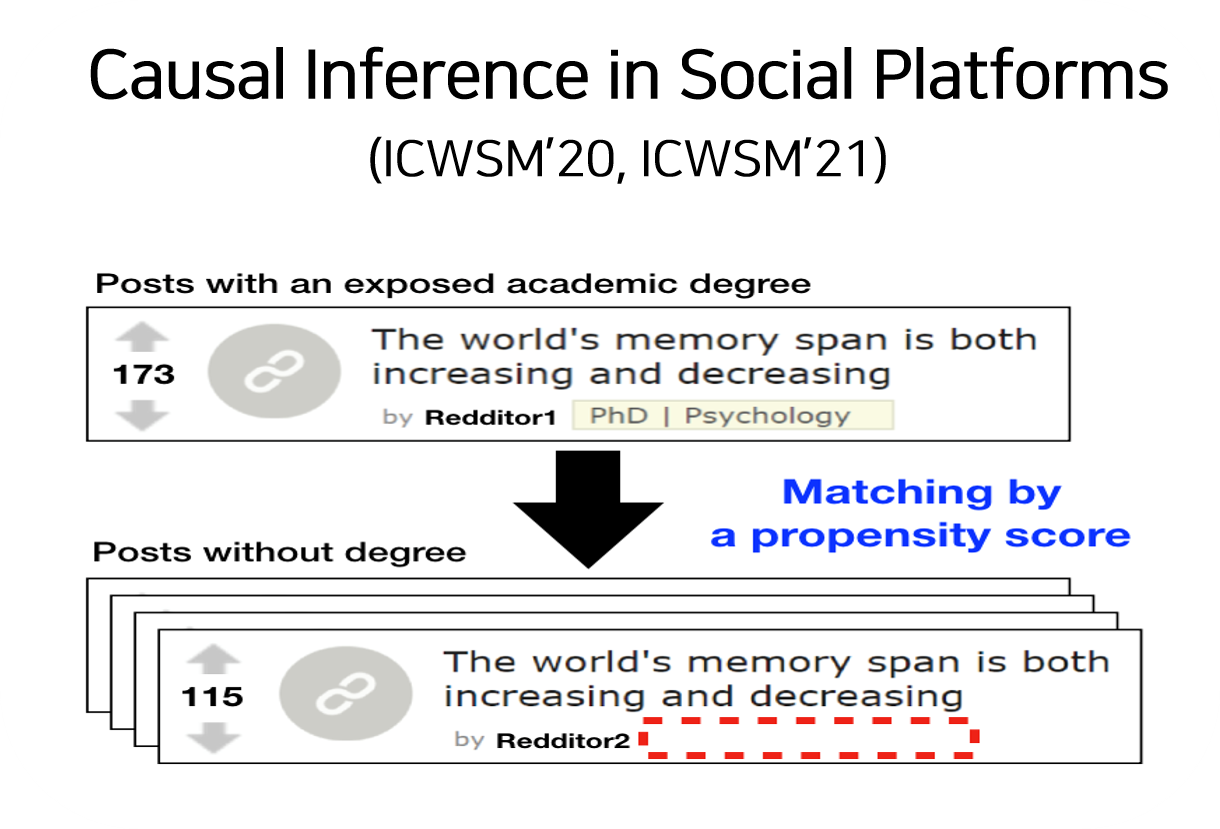 Causal Inference in Social Platforms
(ICWSM'20, ICWSM'21)
Posts with an exposed academic degree
The world's memory span is both
173
increasing and decreasing
by Redditor1 PhD | Psychology
Matching by
a propensity score
Posts without degree
The world's memory span is both
115
increasing and decreasing
by Redditor2